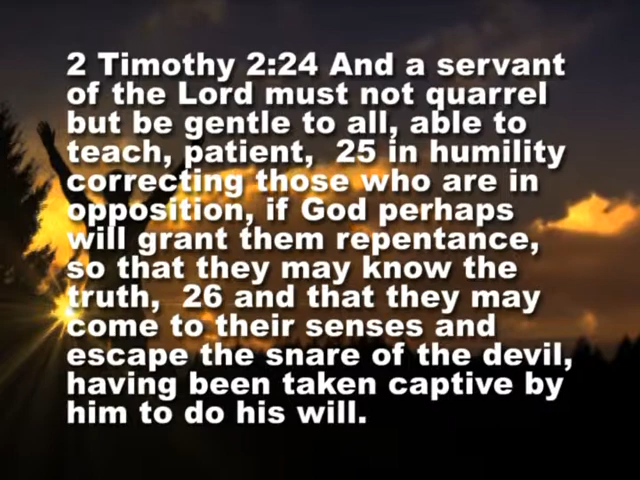 2 Timothy 2:24 And a servant
of the Lord must not quarrel
but be gentle to all, able to
teach, patient,  25 in humility
correcting those who are in
opposition, if God perhaps
will grant them repentance,
so that they may know the
truth,  26 and that they may
come to their senses and
escape the snare of the devil,
having been taken captive by
him to do his will.